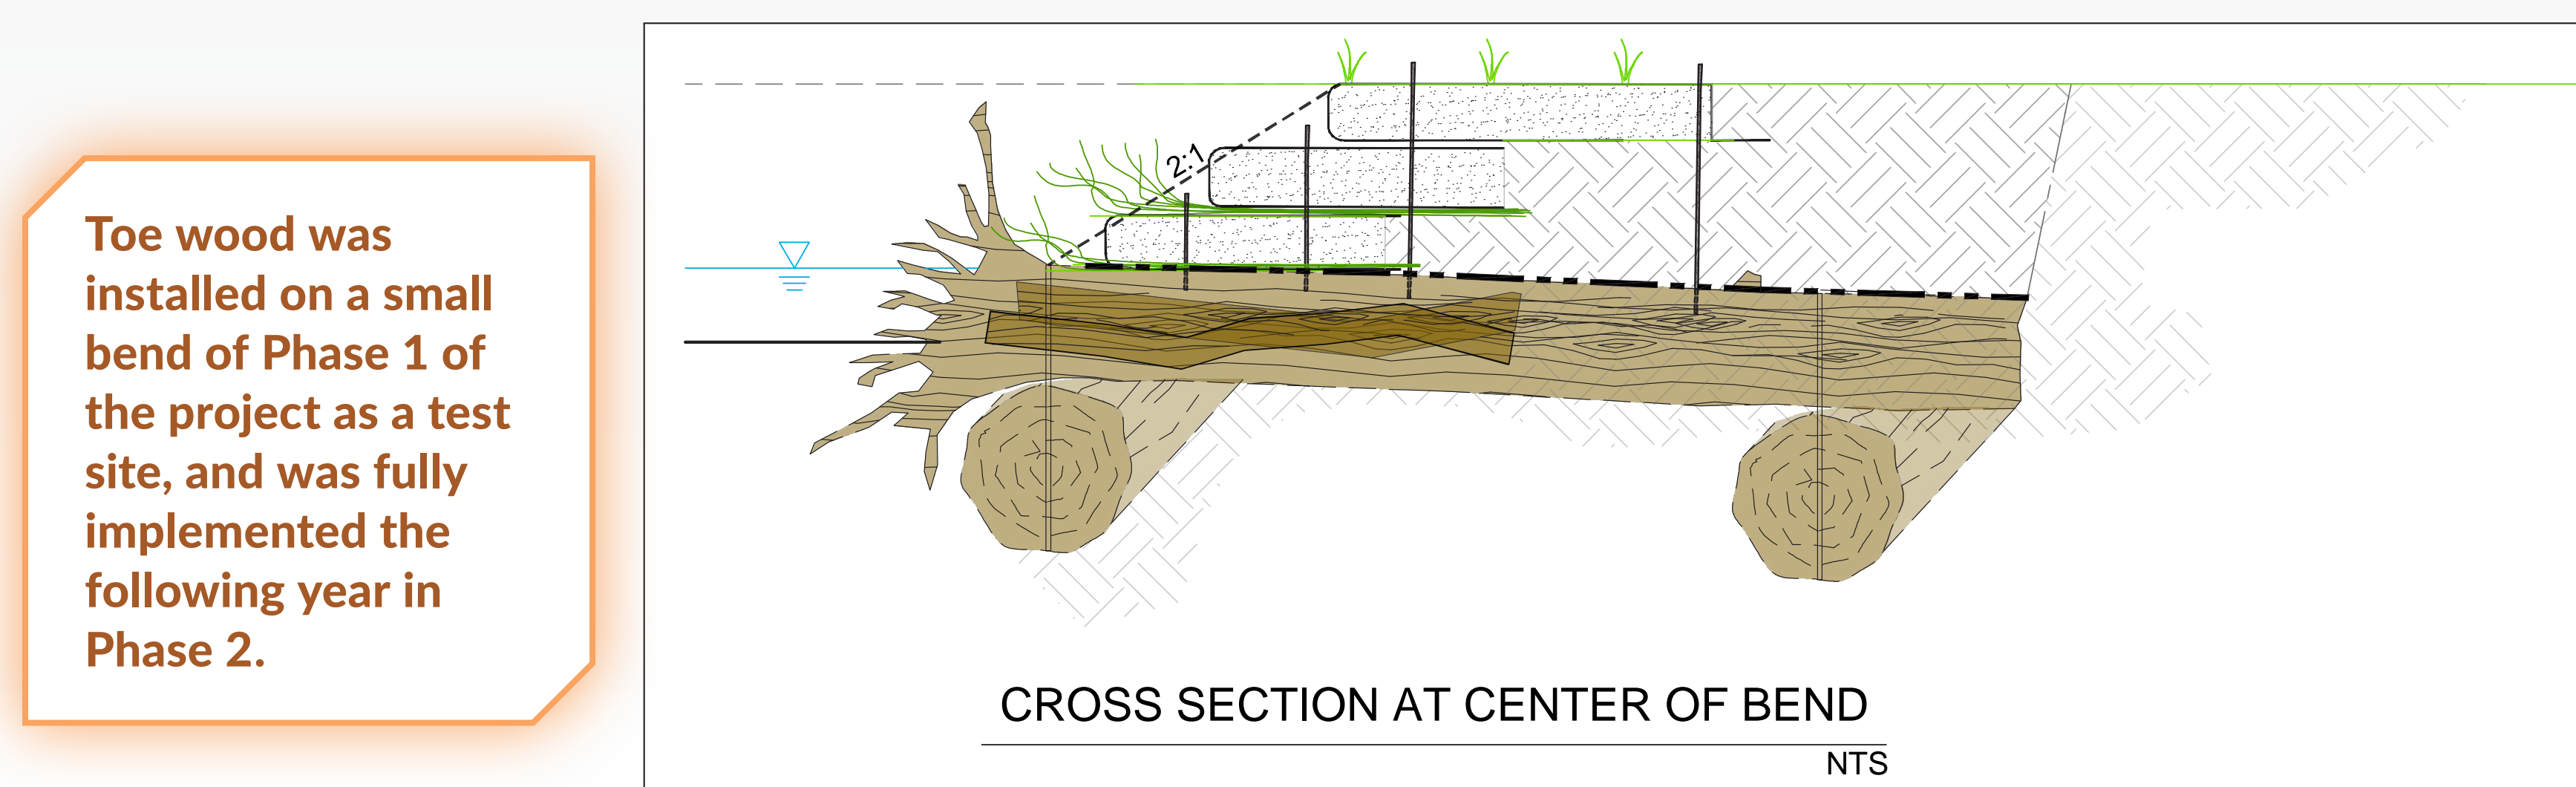 Toe wood was
installed on a small
bend of Phase 1 of
the project as a test
site, and was fully
implemented the
following year in
Phase 2.
2:1
CROSS SECTION AT CENTER OF BEND
NTS